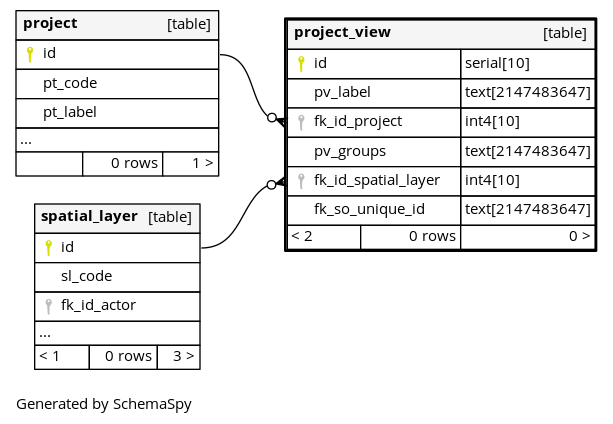 project [table]
id
pt_code
pt_label
...
0 rows 1 >
project_view [table]
id serial[10]
pv_label text[2147483647]
fk_id_project int4[10]
pv_groups text[2147483647]
fk_id_spatial_layer int4[10]
fk_so_unique_id text[2147483647]
< 2 0 rows 0 >
spatial_layer [table]
id
sl_code
fk_id_actor
...
< 1 0 rows 3 >
Generated by SchemaSpy